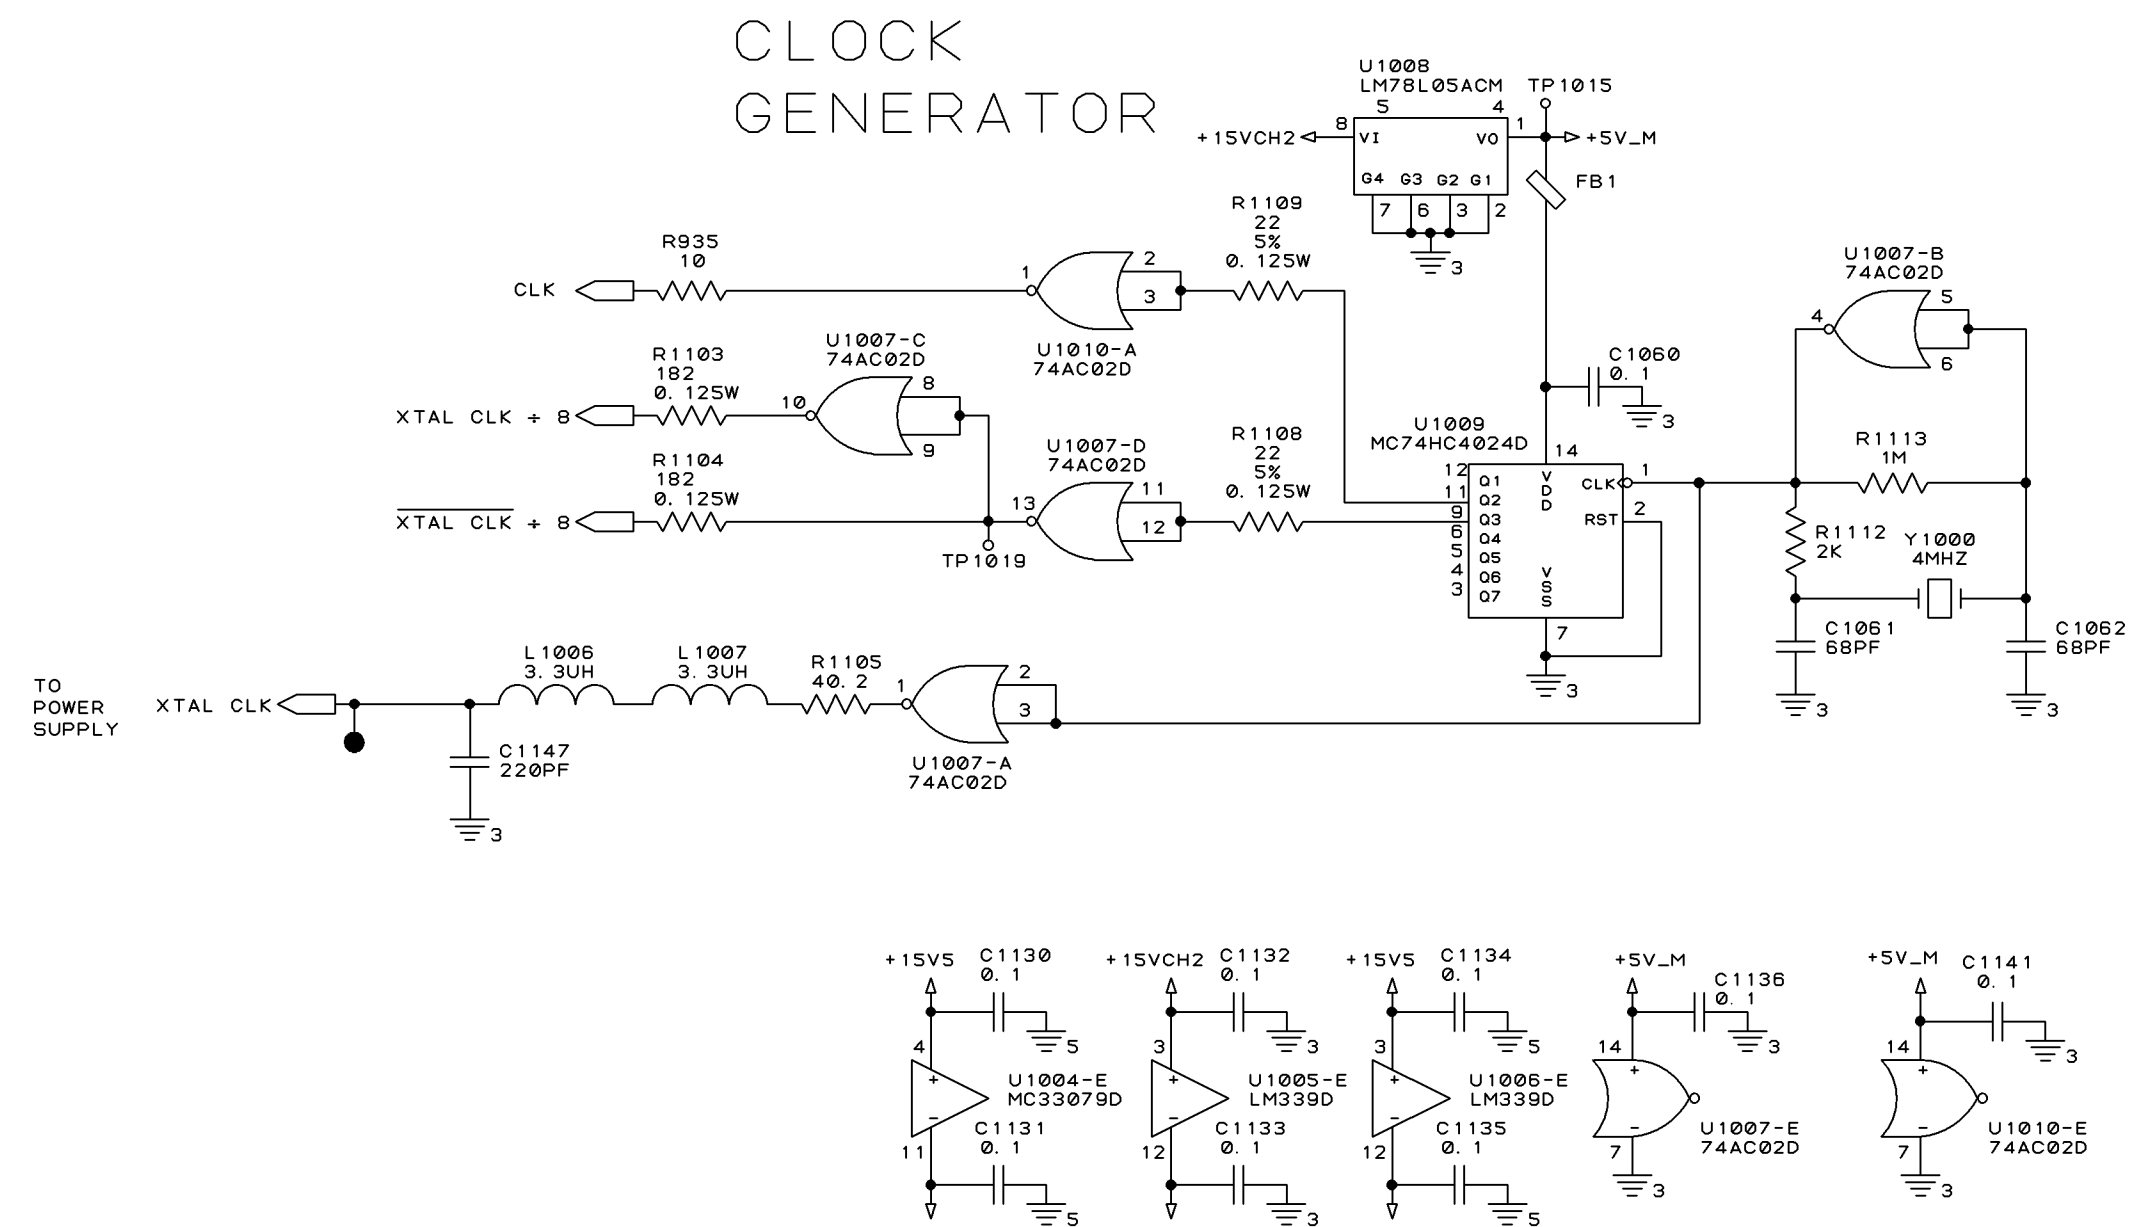 CLOCK
GENERATOR
U1008
LM78L05ACM
TP1015
5
4
+15VCH2
8
VI
VO
1
+5V_M
G4 G3 G2 G1
7 6 3 2
3
FB1
R935
10
CLK
1
2
3
U1010-A
74AC02D
R1109
22
5%
0.125W
U1007-B
74AC02D
4
5
6
U1007-C
74AC02D
R1103
182
0.125W
XTAL CLK ÷ 8
10
8
9
C1060
0.1
3
R1104
182
0.125W
XTAL CLK ÷ 8
TP1019
U1007-D
74AC02D
13
11
12
R1108
22
5%
0.125W
U1009
MC74HC4024D
14
12 Q1
11 Q2
9 Q3
6 Q4
5 Q5
4 Q6
3 Q7
VDD
VSS
CLK 1
RST 2
7
3
R1113
1M
R1112
2K
Y1000
4MHZ
C1061
68PF
3
C1062
68PF
3
TO
POWER
SUPPLY
XTAL CLK
L1006
3.3UH
L1007
3.3UH
R1105
40.2
1
2
3
U1007-A
74AC02D
C1147
220PF
3
+15V5
C1130
0.1
5
4
+
-
U1004-E
MC33079D
11
C1131
0.1
5
+15VCH2
C1132
0.1
3
3
+
-
U1005-E
LM339D
12
C1133
0.1
3
+15V5
C1134
0.1
5
3
+
-
U1006-E
LM339D
12
C1135
0.1
5
+5V_M
C1136
0.1
3
14
+
-
U1007-E
74AC02D
7
3
+5V_M
C1141
0.1
3
14
+
-
U1010-E
74AC02D
7
3